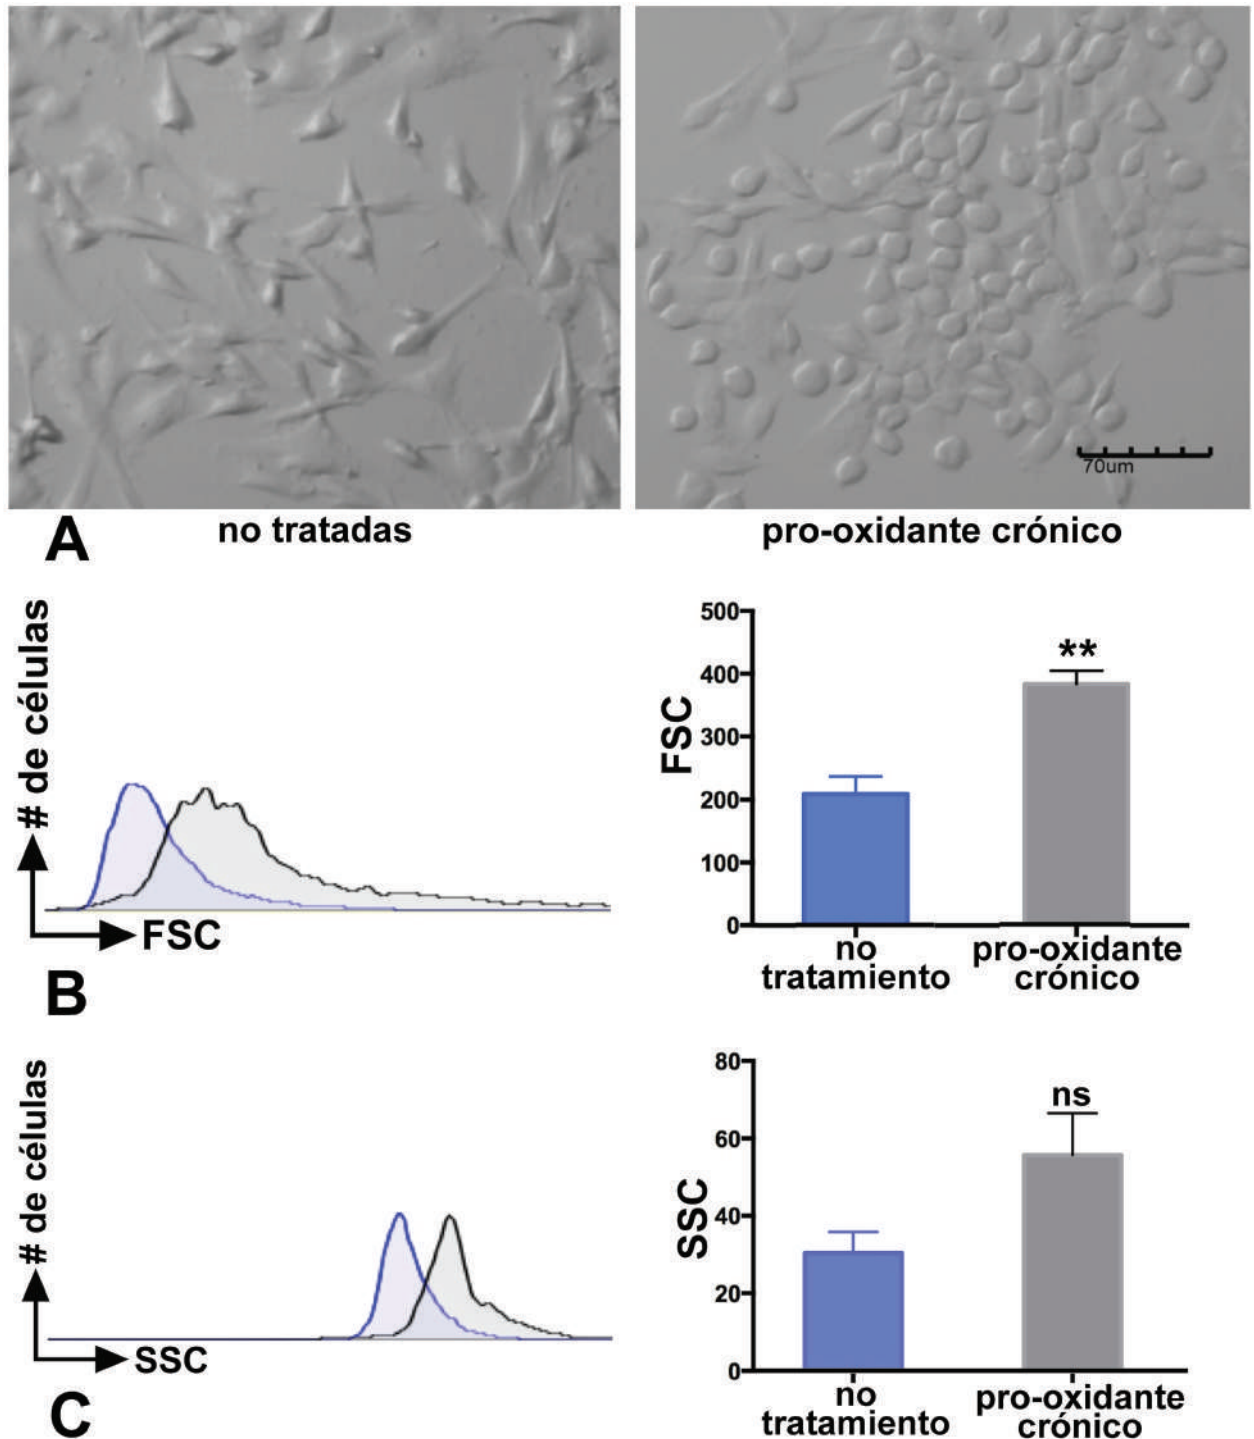 70um
no tratadas
pro-oxidante crónico
A
# de células
FSC
B
500
400
300
200
100
0
FSC
**
no
tratamiento
pro-oxidante
crónico
# de células
SSC
C
80
60
40
20
0
SSC
ns
no
tratamiento
pro-oxidante
crónico